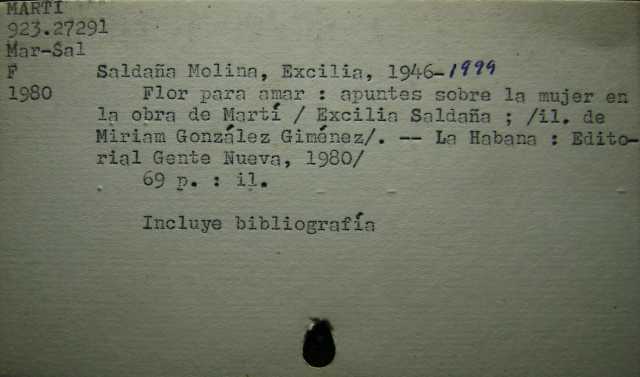 MARTI
923.27291
Mar-Sal
F Saldaña Molina, Excilia, 1946-1999
1980 Flor para amar : apuntes sobre la mujer en
la obra de Martí / Excilia Saldaña ; /il. de
Miriam González Giménez/. -- La Habana : Edito-
rial Gente Nueva, 1980/
69 p. : il.
Incluye bibliografía